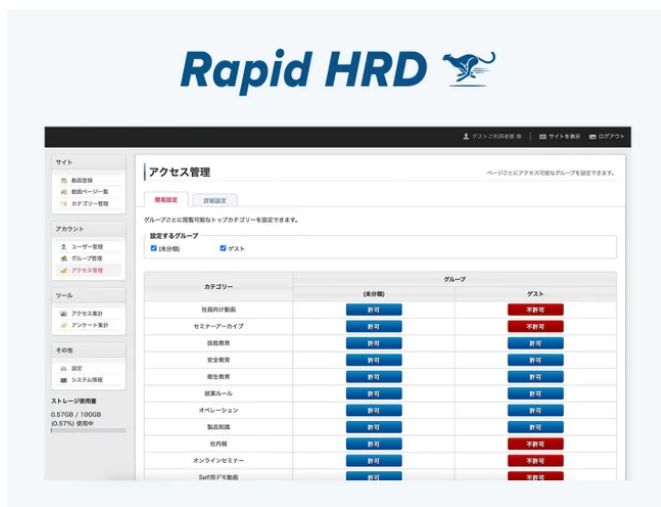 Rapid HRD
ゲストご利用者様 様 サイトを表示 ログアウト
サイト
動画登録
動画ページ一覧
カテゴリー管理
アカウント
ユーザー管理
グループ管理
アクセス管理
ツール
アクセス集計
アンケート集計
その他
設定
システム情報
ストレージ使用量
0.57GB / 100GB
(0.57%) 使用中
アクセス管理
ページごとにアクセス可能なグループを設定できます。
簡易設定 詳細設定
グループごとに閲覧可能なトップカテゴリーを設定できます。
設定するグループ
(未分類) ゲスト
カテゴリー グループ
(未分類) ゲスト
社員向け動画 許可 不許可
セミナーアーカイブ 許可 不許可
技能教育 許可 許可
安全教育 許可 許可
衛生教育 許可 許可
就業ルール 許可 許可
オペレーション 許可 許可
製品知識 許可 許可
社内報 許可 不許可
オンラインセミナー 許可 不許可
Self用デモ動画 許可 不許可